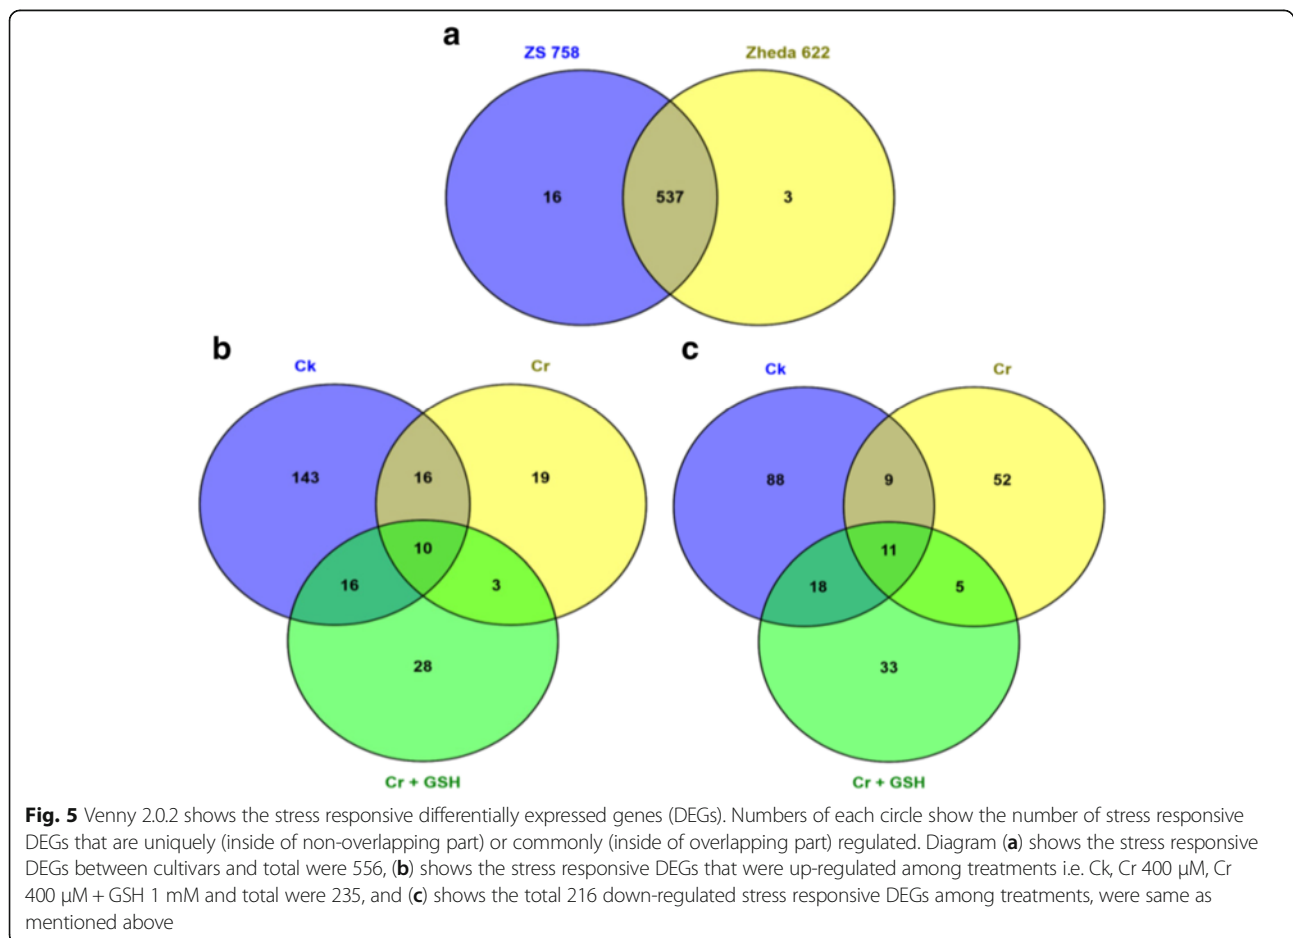 a
ZS 758
Zheda 622
16
537
3
b
Ck
Cr
143
16
19
10
16
3
28
Cr + GSH
c
Ck
Cr
88
9
52
11
18
5
33
Cr + GSH
Fig. 5 Venny 2.0.2 shows the stress responsive differentially expressed genes (DEGs). Numbers of each circle show the number of stress responsive
DEGs that are uniquely (inside of non-overlapping part) or commonly (inside of overlapping part) regulated. Diagram (a) shows the stress responsive
DEGs between cultivars and total were 556, (b) shows the stress responsive DEGs that were up-regulated among treatments i.e. Ck, Cr 400 μM, Cr
400 μM + GSH 1 mM and total were 235, and (c) shows the total 216 down-regulated stress responsive DEGs among treatments, were same as
mentioned above